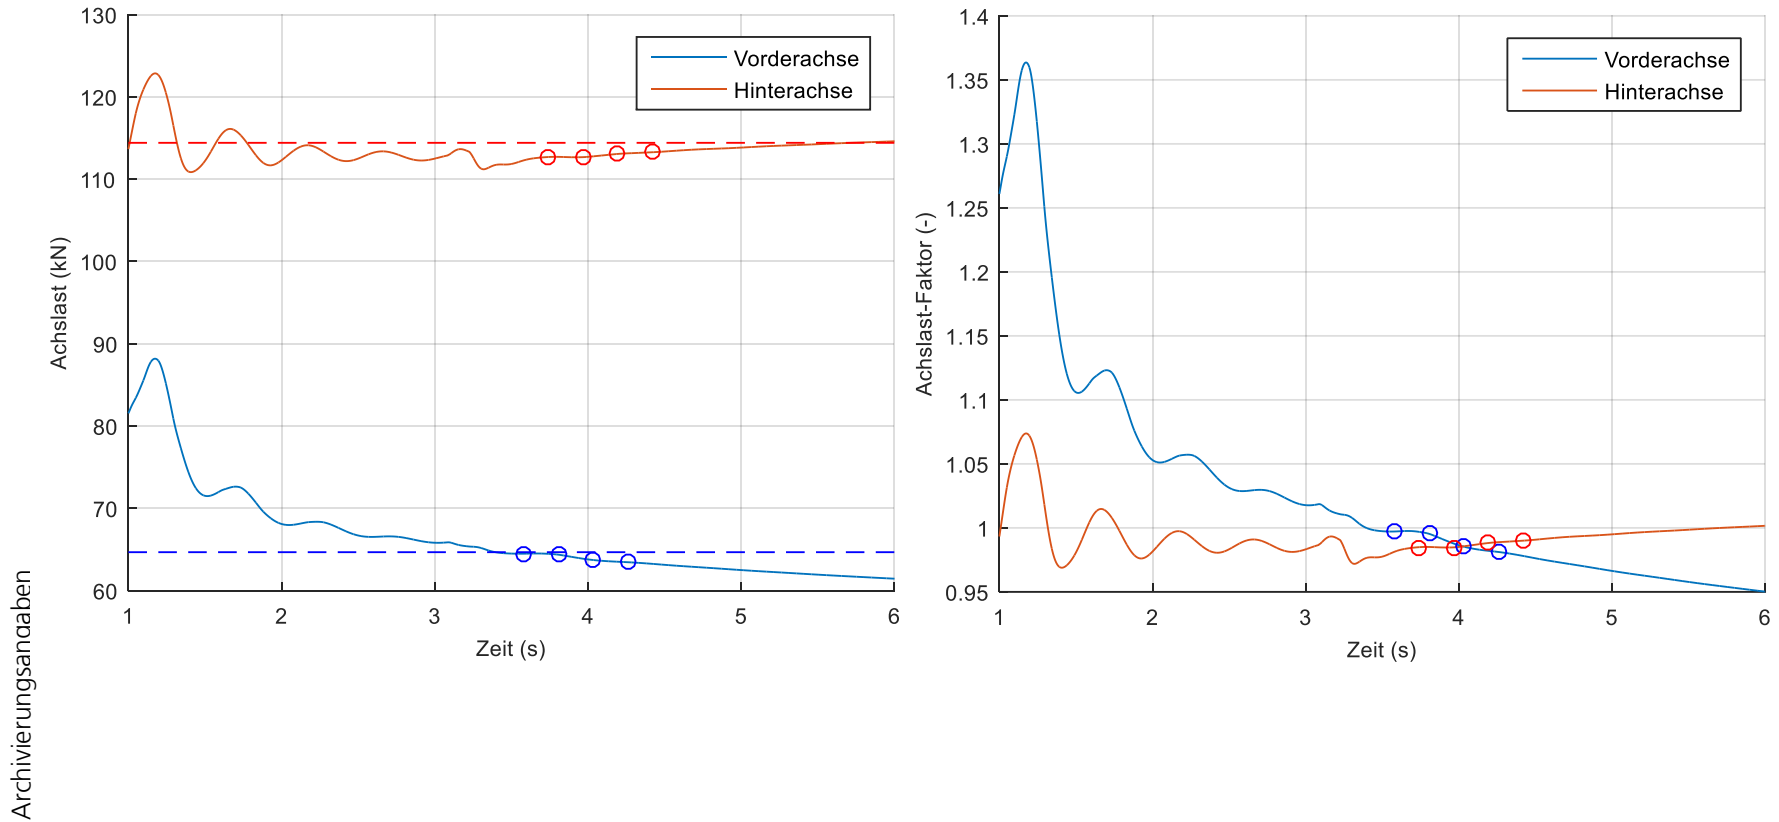 130
120
110
100
90
80
70
60
Achslast (kN)
1 2 3 4 5 6
Zeit (s)
Vorderachse
Hinterachse
1.4
1.35
1.3
1.25
1.2
1.15
1.1
1.05
1
0.95
Achslast-Faktor (-)
1 2 3 4 5 6
Zeit (s)
Vorderachse
Hinterachse
Archivierungsandaben